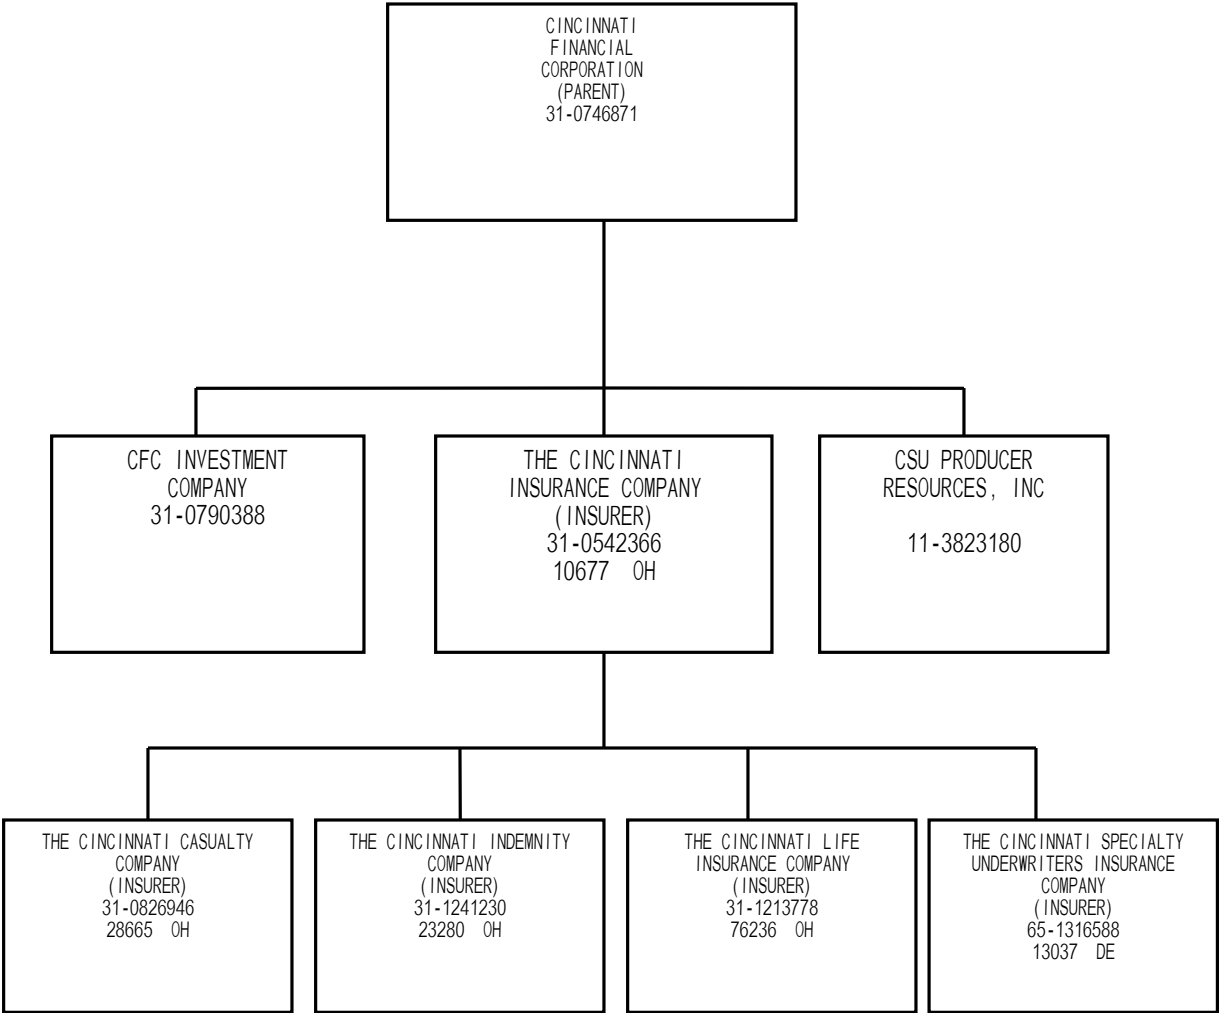 CINCINNATI
FINANCIAL
CORPORATION
(PARENT)
31-0746871
CFC INVESTMENT
COMPANY
31-0790388
THE CINCINNATI
INSURANCE COMPANY
(INSURER)
31-0542366
10677 OH
CSU PRODUCER
RESOURCES, INC
11-3823180
THE CINCINNATI CASUALTY
COMPANY
(INSURER)
31-0826946
28665 OH
THE CINCINNATI INDEMNITY
COMPANY
(INSURER)
31-1241230
23280 OH
THE CINCINNATI LIFE
INSURANCE COMPANY
(INSURER)
31-1213778
76236 OH
THE CINCINNATI SPECIALTY
UNDERWRITERS INSURANCE
COMPANY
(INSURER)
65-1316588
13037 DE